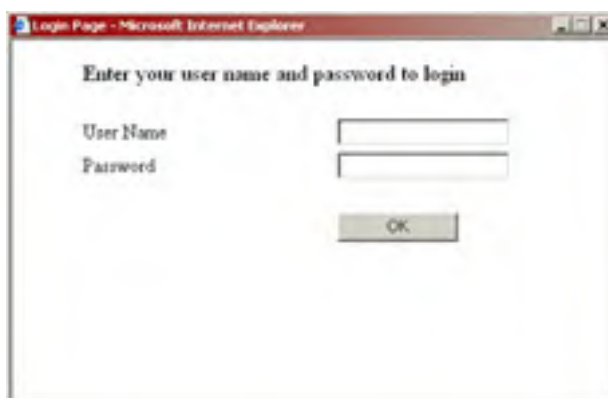 Login Page - Microsoft Internet Explorer
Enter your user name and password to login
User Name
Password
OK